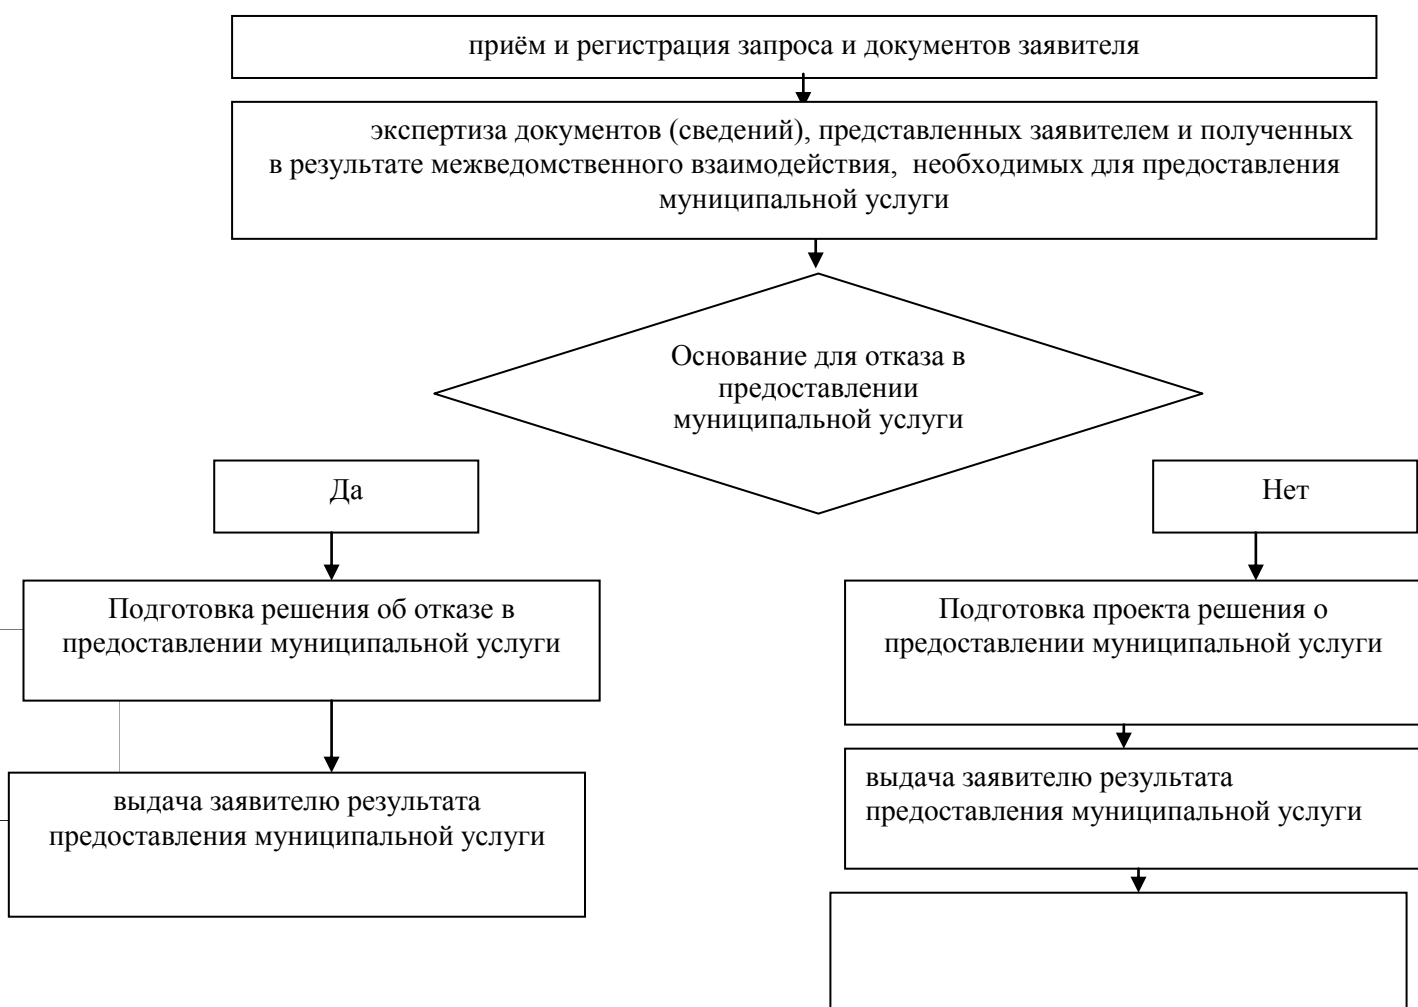 приём и регистрация запроса и документов заявителя
экспертиза документов (сведений), представленных заявителем и полученных
в результате межведомственного взаимодействия, необходимых для предоставления
муниципальной услуги
Основание для отказа в
предоставлении
муниципальной услуги
Да
Нет
Подготовка решения об отказе в
предоставлении муниципальной услуги
Подготовка проекта решения о
предоставлении муниципальной услуги
выдача заявителю результата
предоставления муниципальной услуги
выдача заявителю результата
предоставления муниципальной услуги